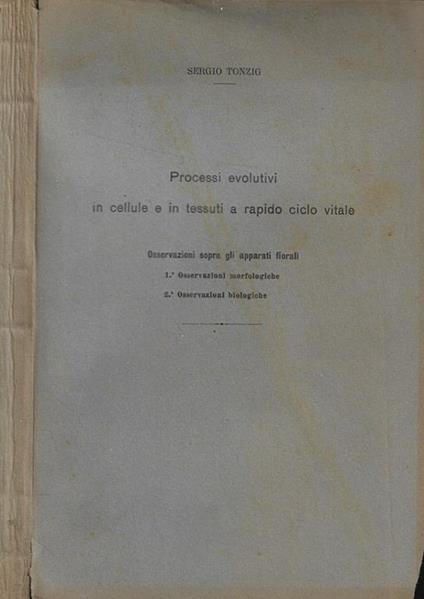 SERGIO TONZIG
Processi evolutivi
in cellule e in tessuti a rapido ciclo vitale
Osservazioni sopra gli apparati fiorali
1.° Osservazioni morfologiche
2.° Osservazioni biologiche